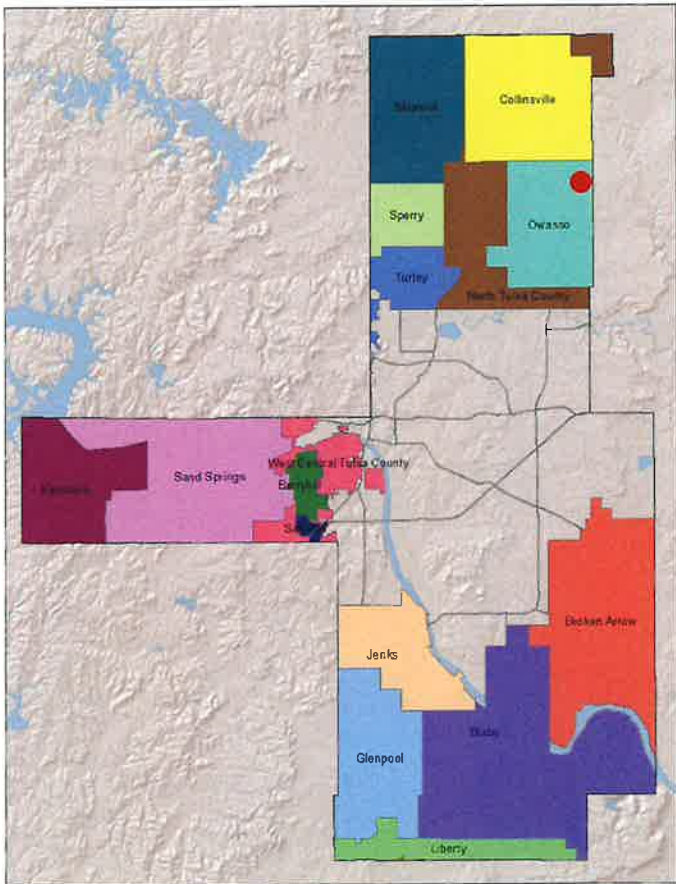 Skiatook
Collinsville
Sperry
Owasso
Turley
North Tulsa County
West Central Tulsa County
Sand Springs
Keystone
Jenks
Broken Arrow
Bixby
Glenpool
Liberty